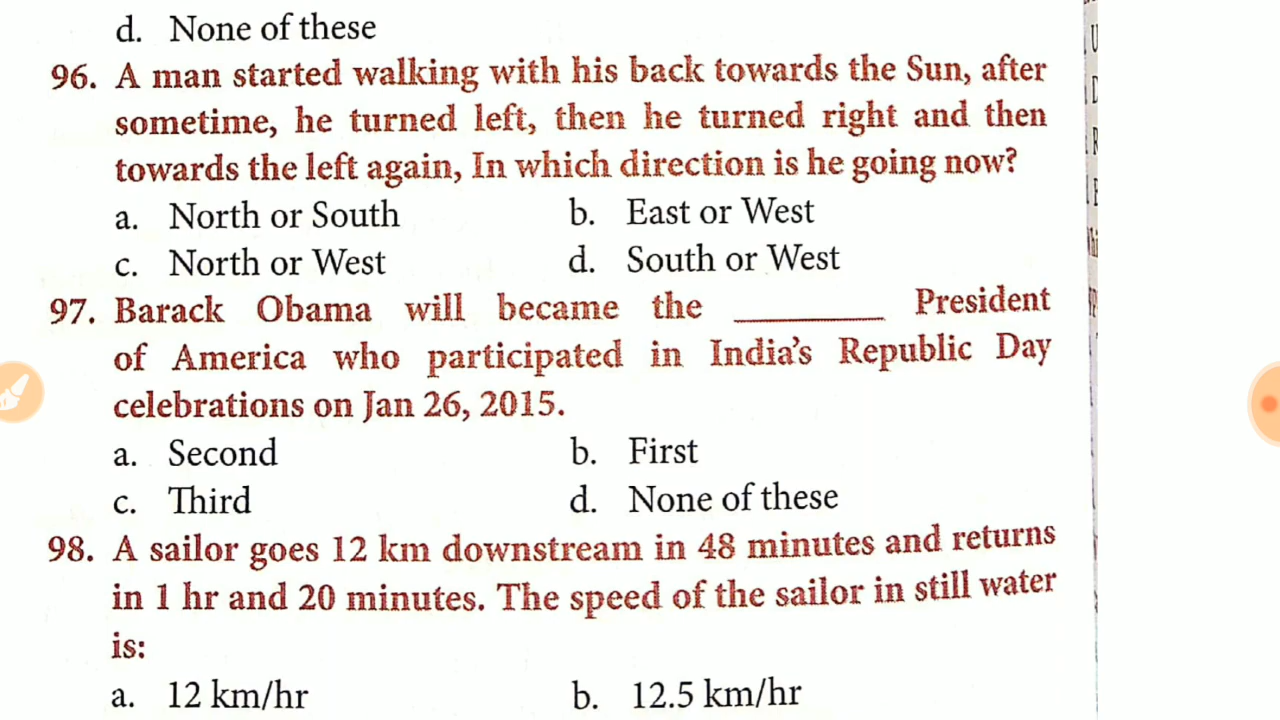 d. None of these
96. A man started walking with his back towards the Sun, after
sometime, he turned left, then he turned right and then
towards the left again, In which direction is he going now?
a. North or South b. East or West
c. North or West d. South or West
97. Barack Obama will became the ________ President
of America who participated in India's Republic Day
celebrations on Jan 26, 2015.
a. Second b. First
c. Third d. None of these
98. A sailor goes 12 km downstream in 48 minutes and returns
in 1 hr and 20 minutes. The speed of the sailor in still water
is:
a. 12 km/hr b. 12.5 km/hr